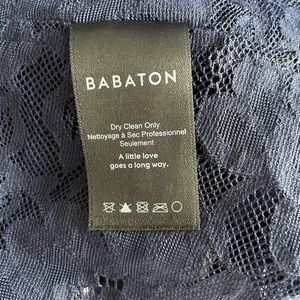 BABATON
Dry Clean Only
Nettoyage à Sec Professionnel
Seulement
A little love
goes a long way.